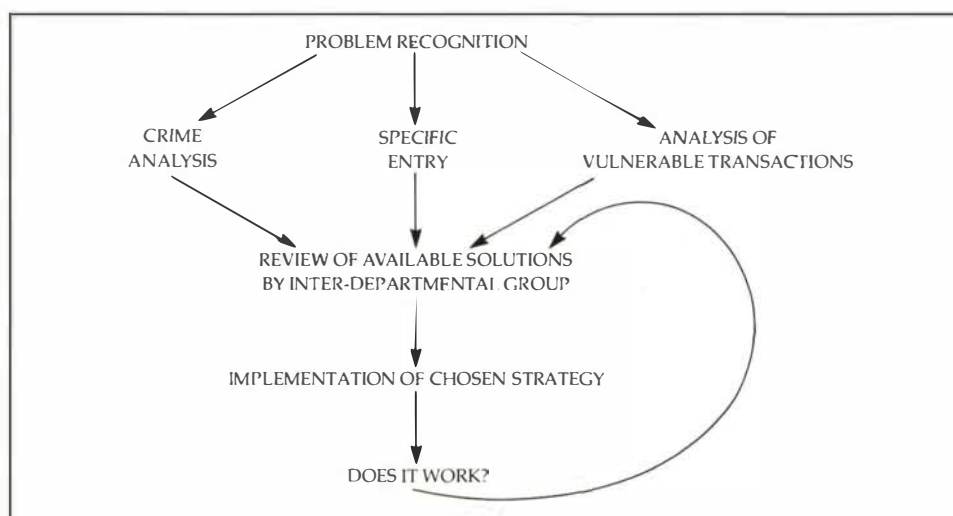 PROBLEM RECOGNITION
CRIME
ANALYSIS
SPECIFIC
ENTRY
ANALYSIS OF
VULNERABLE TRANSACTIONS
REVIEW OF AVAILABLE SOLUTIONS
BY INTER-DEPARTMENTAL GROUP
IMPLEMENTATION OF CHOSEN STRATEGY
DOES IT WORK?